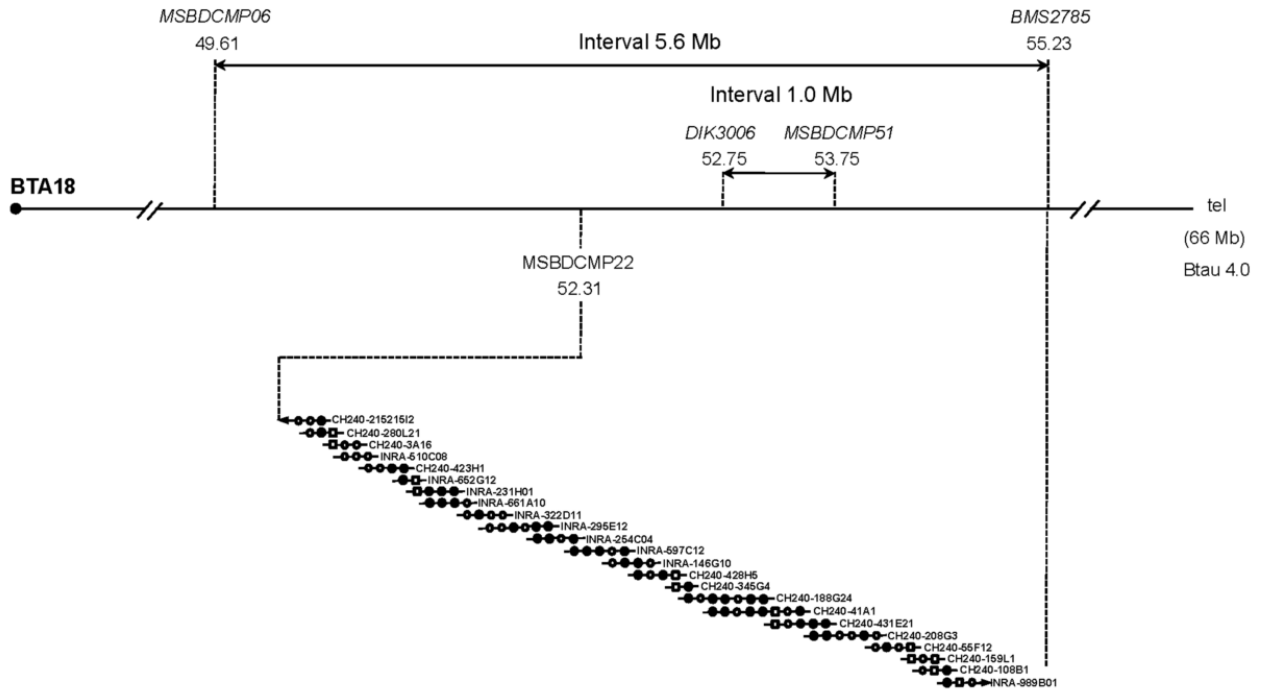 MSBDCMP06
49.61
Interval 5.6 Mb
BMS2785
55.23
Interval 1.0 Mb
DIK3006
52.75
MSBDCMP51
53.75
BTA18
tel
(66 Mb)
Btau 4.0
MSBDCMP22
52.31
CH240-215215I2
CH240-280L21
CH240-3A16
INRA-510C08
CH240-423H1
INRA-652G12
INRA-231H01
INRA-661A10
INRA-322D11
INRA-295E12
INRA-254C04
INRA-597C12
INRA-146G10
CH240-428H5
CH240-345G4
CH240-188G24
CH240-41A1
CH240-431E21
CH240-208G3
CH240-55F12
CH240-159L1
CH240-108B1
INRA-989B01